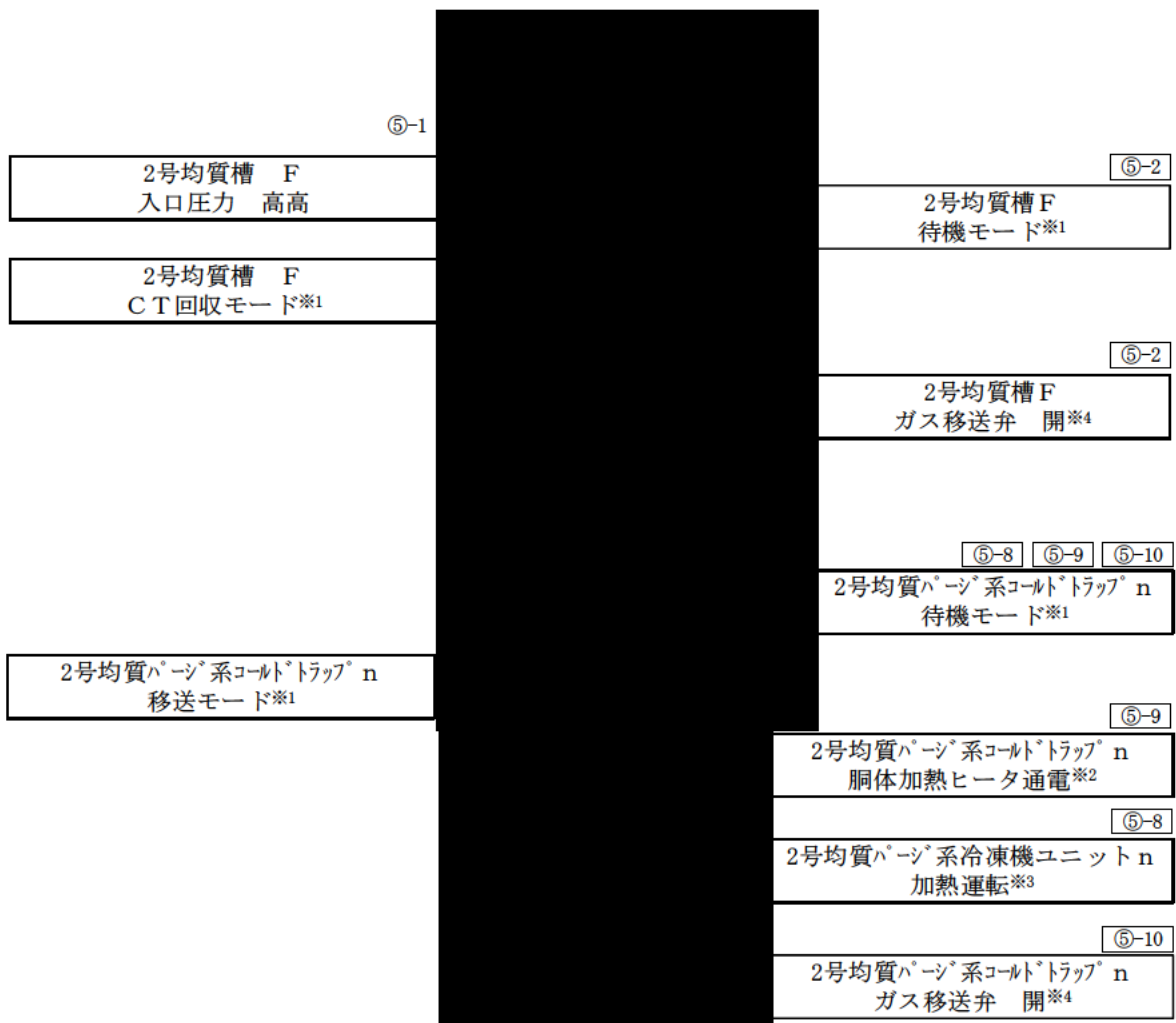 ⑤-1
2号均質槽　F
入口圧力　高高
⑤-2
2号均質槽F
待機モード※1
2号均質槽　F
CT回収モード※1
⑤-2
2号均質槽F
ガス移送弁　開※4
⑤-8 ⑤-9 ⑤-10
2号均質ﾊﾟｰｼﾞ系ｺｰﾙﾄﾞﾄﾗｯﾌﾟn
待機モード※1
2号均質ﾊﾟｰｼﾞ系ｺｰﾙﾄﾞﾄﾗｯﾌﾟn
移送モード※1
⑤-9
2号均質ﾊﾟｰｼﾞ系ｺｰﾙﾄﾞﾄﾗｯﾌﾟn
胴体加熱ヒータ通電※2
⑤-8
2号均質ﾊﾟｰｼﾞ系冷凍機ユニットn
加熱運転※3
⑤-10
2号均質ﾊﾟｰｼﾞ系ｺｰﾙﾄﾞﾄﾗｯﾌﾟn
ガス移送弁　開※4